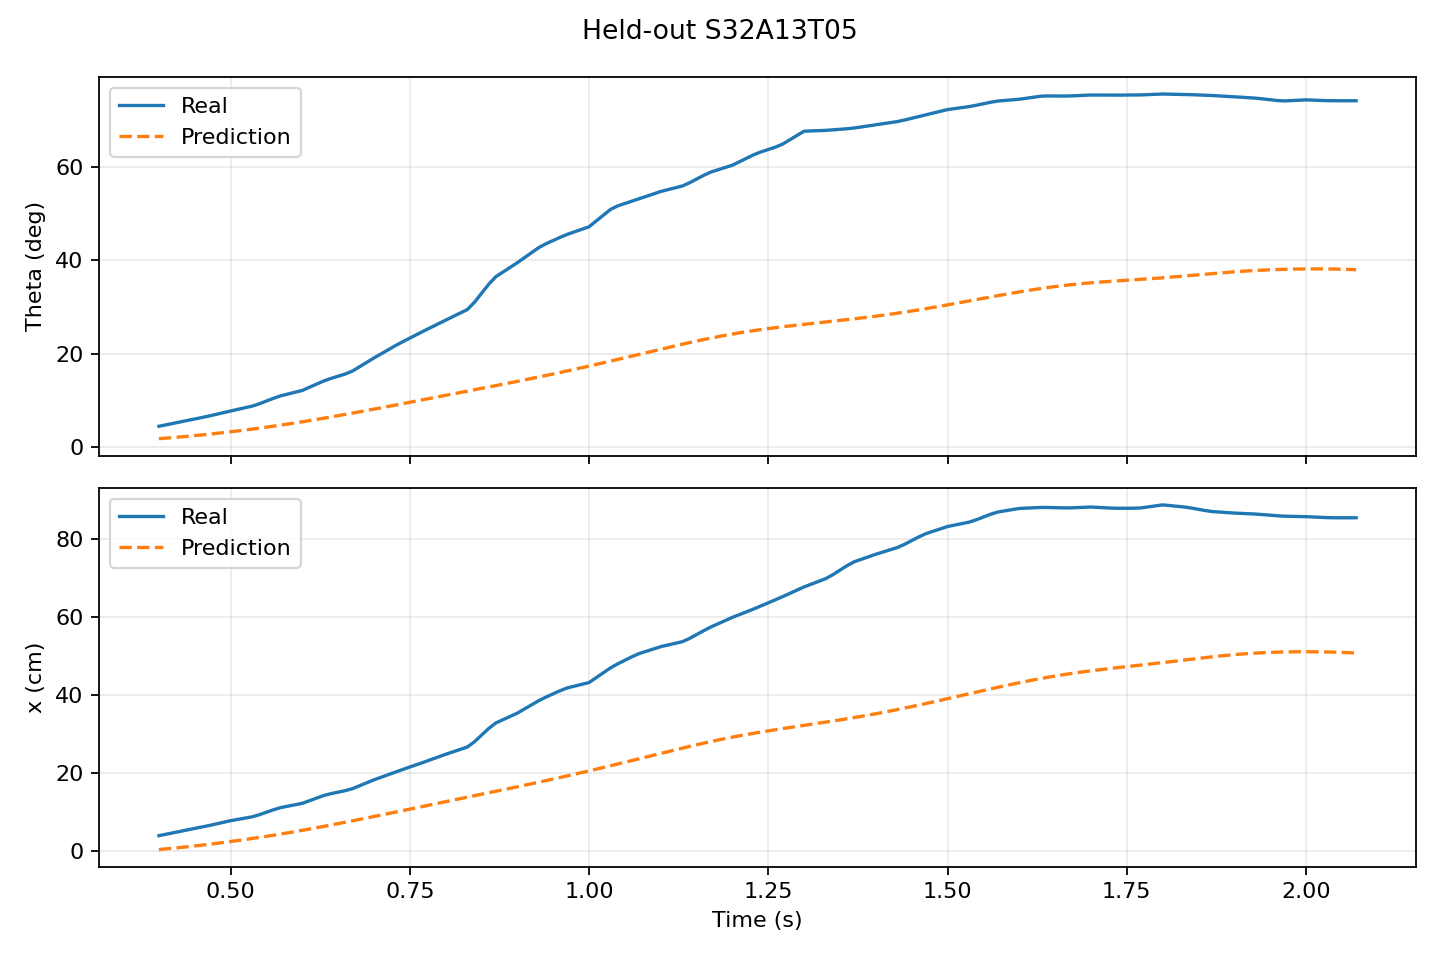 Held-out S32A13T05
Real
Prediction
Theta (deg)
60
40
20
0
Real
Prediction
x (cm)
80
60
40
20
0
0.50 0.75 1.00 1.25 1.50 1.75 2.00
Time (s)